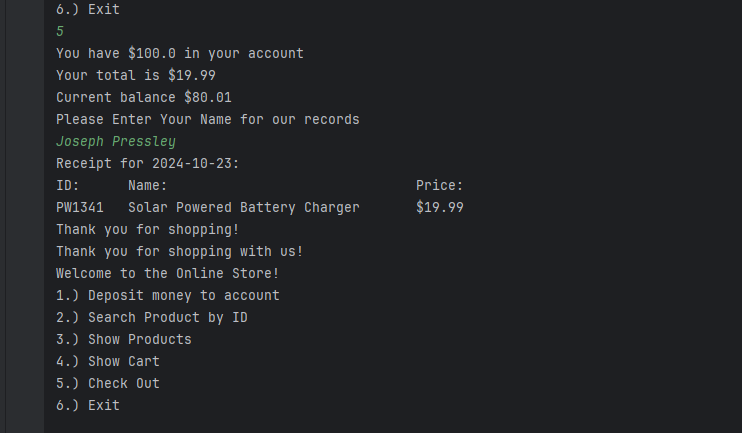 6.) Exit
5
You have $100.0 in your account
Your total is $19.99
Current balance $80.01
Please Enter Your Name for our records
Joseph Pressley
Receipt for 2024-10-23:
ID:      Name:                               Price:
PW1341   Solar Powered Battery Charger       $19.99
Thank you for shopping!
Thank you for shopping with us!
Welcome to the Online Store!
1.) Deposit money to account
2.) Search Product by ID
3.) Show Products
4.) Show Cart
5.) Check Out
6.) Exit